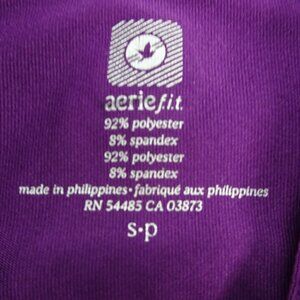 aerie f.i.t.
92% polyester
8% spandex
92% polyester
8% spandex
made in philippines • fabriqué aux philippines
RN 54485 CA 03873
s•p